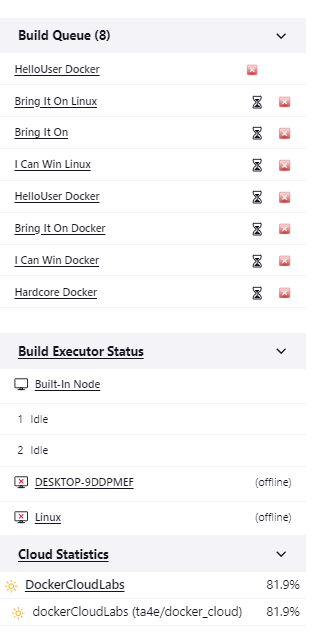 Build Queue (8)
HelloUser Docker
Bring It On Linux
Bring It On
I Can Win Linux
HelloUser Docker
Bring It On Docker
I Can Win Docker
Hardcore Docker
Build Executor Status
Built-In Node
1 Idle
2 Idle
DESKTOP-9DDPMEF (offline)
Linux (offline)
Cloud Statistics
DockerCloudLabs 81.9%
dockerCloudLabs (ta4e/docker_cloud) 81.9%